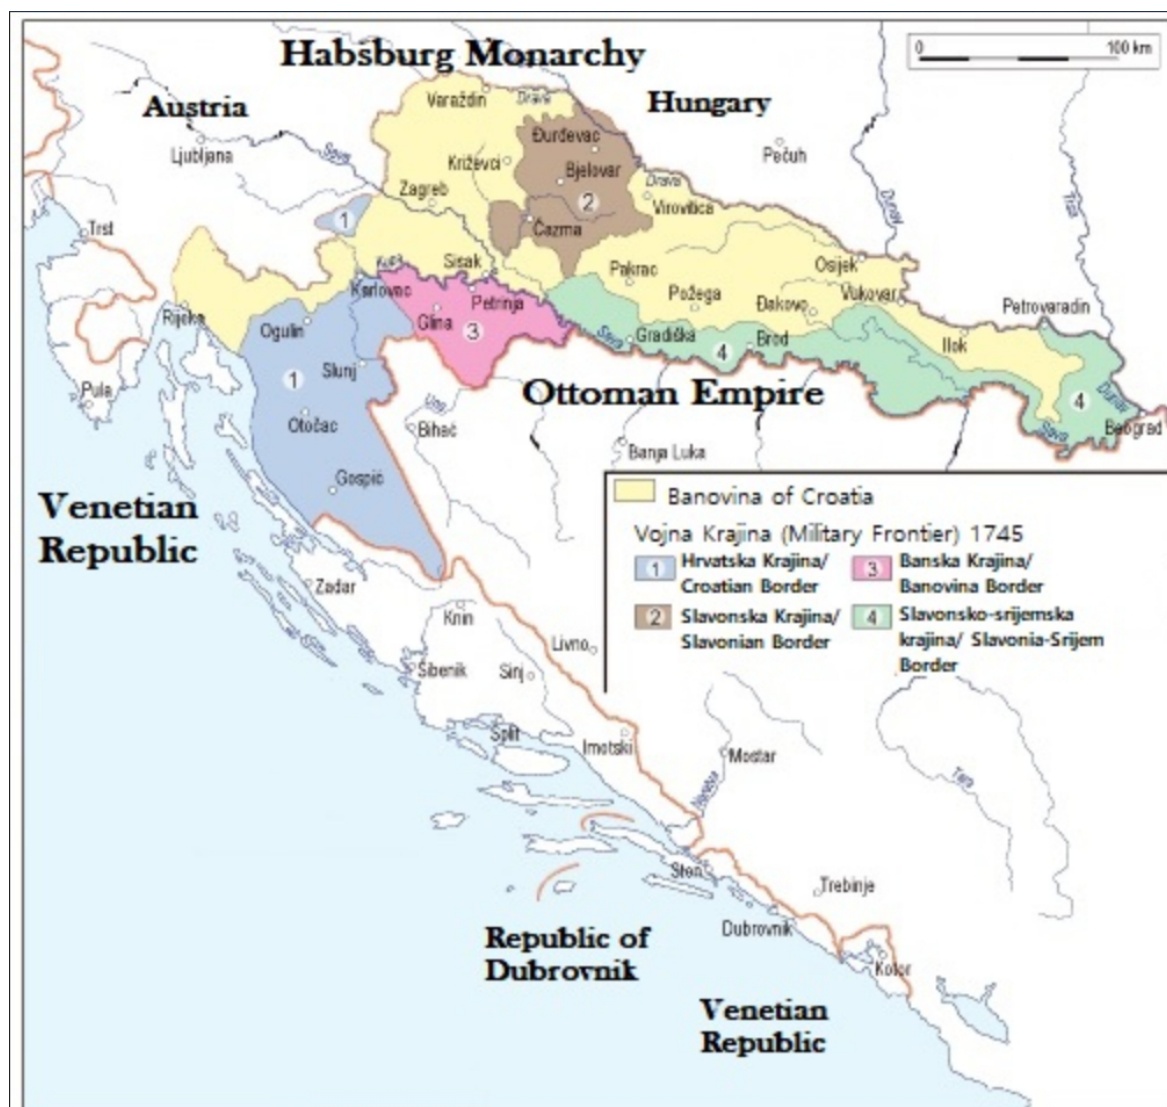 Habsburg Monarchy
Austria
Hungary
0 100 km
Varaždin
Drava
Đurđevac
Ljubljana
Sava
Križevci
Bjelovar
Pečuh
Dunav
Tisa
Zagreb
2
Drava
Virovitica
1
Čazma
Trst
Kupa
Sisak
Pakrac
Osijek
Karlovac
Petrinja
Požega
Đakovo
Vukovar
Petrovaradin
Rijeka
Ogulin
Glina
3
Sava
Gradiška
4
Brod
Ilok
Slunj
1
Pula
Ottoman Empire
4
Dunav
Una
Otočac
Bihać
Sava
Beograd
Banja Luka
Gospić
Venetian
Republic
Banovina of Croatia
Vojna Krajina (Military Frontier) 1745
1 Hrvatska Krajina/
Croatian Border
3 Banska Krajina/
Banovina Border
2 Slavonska Krajina/
Slavonian Border
4 Slavonsko-srijemska
krajina/ Slavonia-Srijem
Border
Zadar
Knin
Livno
Šibenik
Sinj
Split
Imotski
Mostar
Neretva
Tara
Ston
Trebinje
Republic of
Dubrovnik
Dubrovnik
Kotor
Venetian
Republic